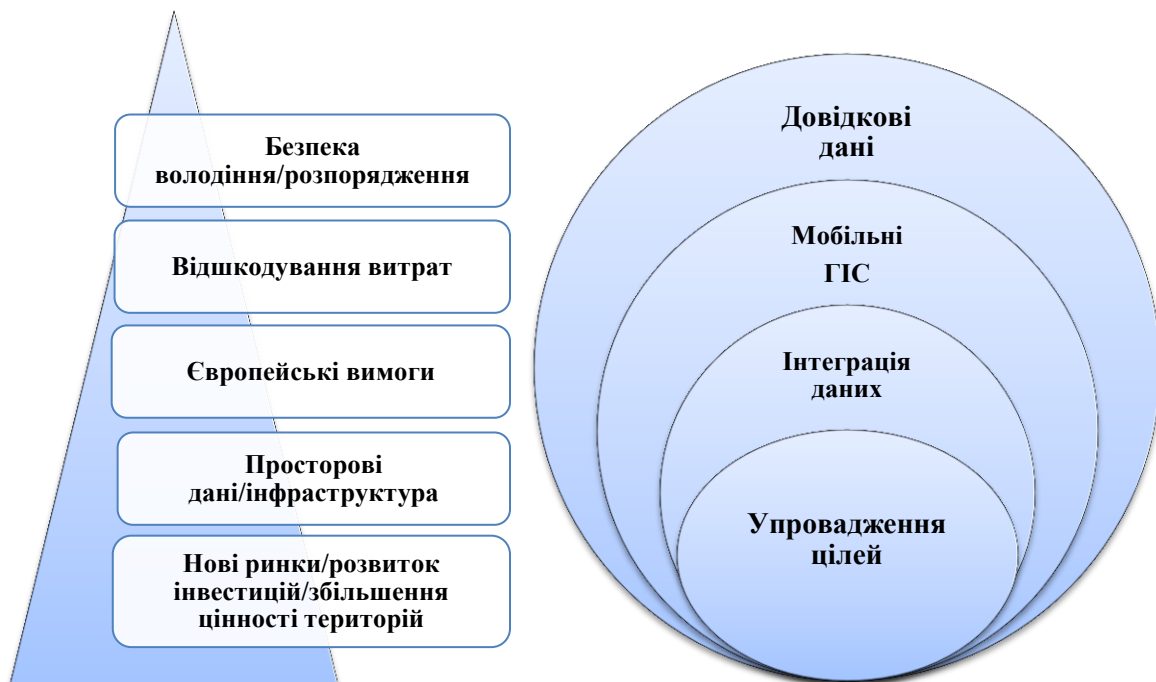 Безпека
володіння/розпорядження
Відшкодування витрат
Європейські вимоги
Просторові
дані/інфраструктура
Нові ринки/розвиток
інвестицій/збільшення
цінності територій
Довідкові
дані
Мобільні
ГІС
Інтеграція
даних
Упровадження
цілей